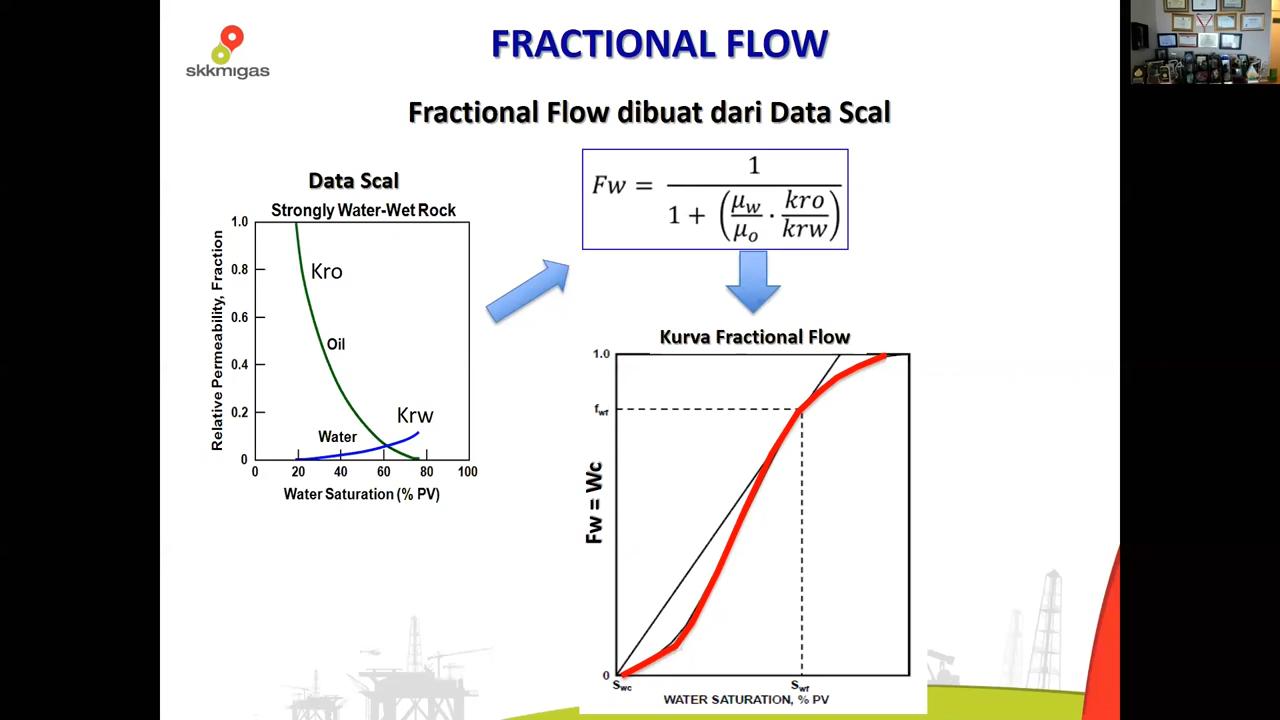 skkmigas
FRACTIONAL FLOW
Fractional Flow dibuat dari Data Scal
Data Scal
Strongly Water-Wet Rock
Relative Permeability, Fraction
1.0
0.8
0.6
0.4
0.2
0
Kro
Oil
Krw
Water
0 20 40 60 80 100
Water Saturation (% PV)
Fw = 1 / 1 + (μw/μo · kro/krw)
Kurva Fractional Flow
1.0
fwf
Fw = Wc
0
Swc Swf
WATER SATURATION, % PV